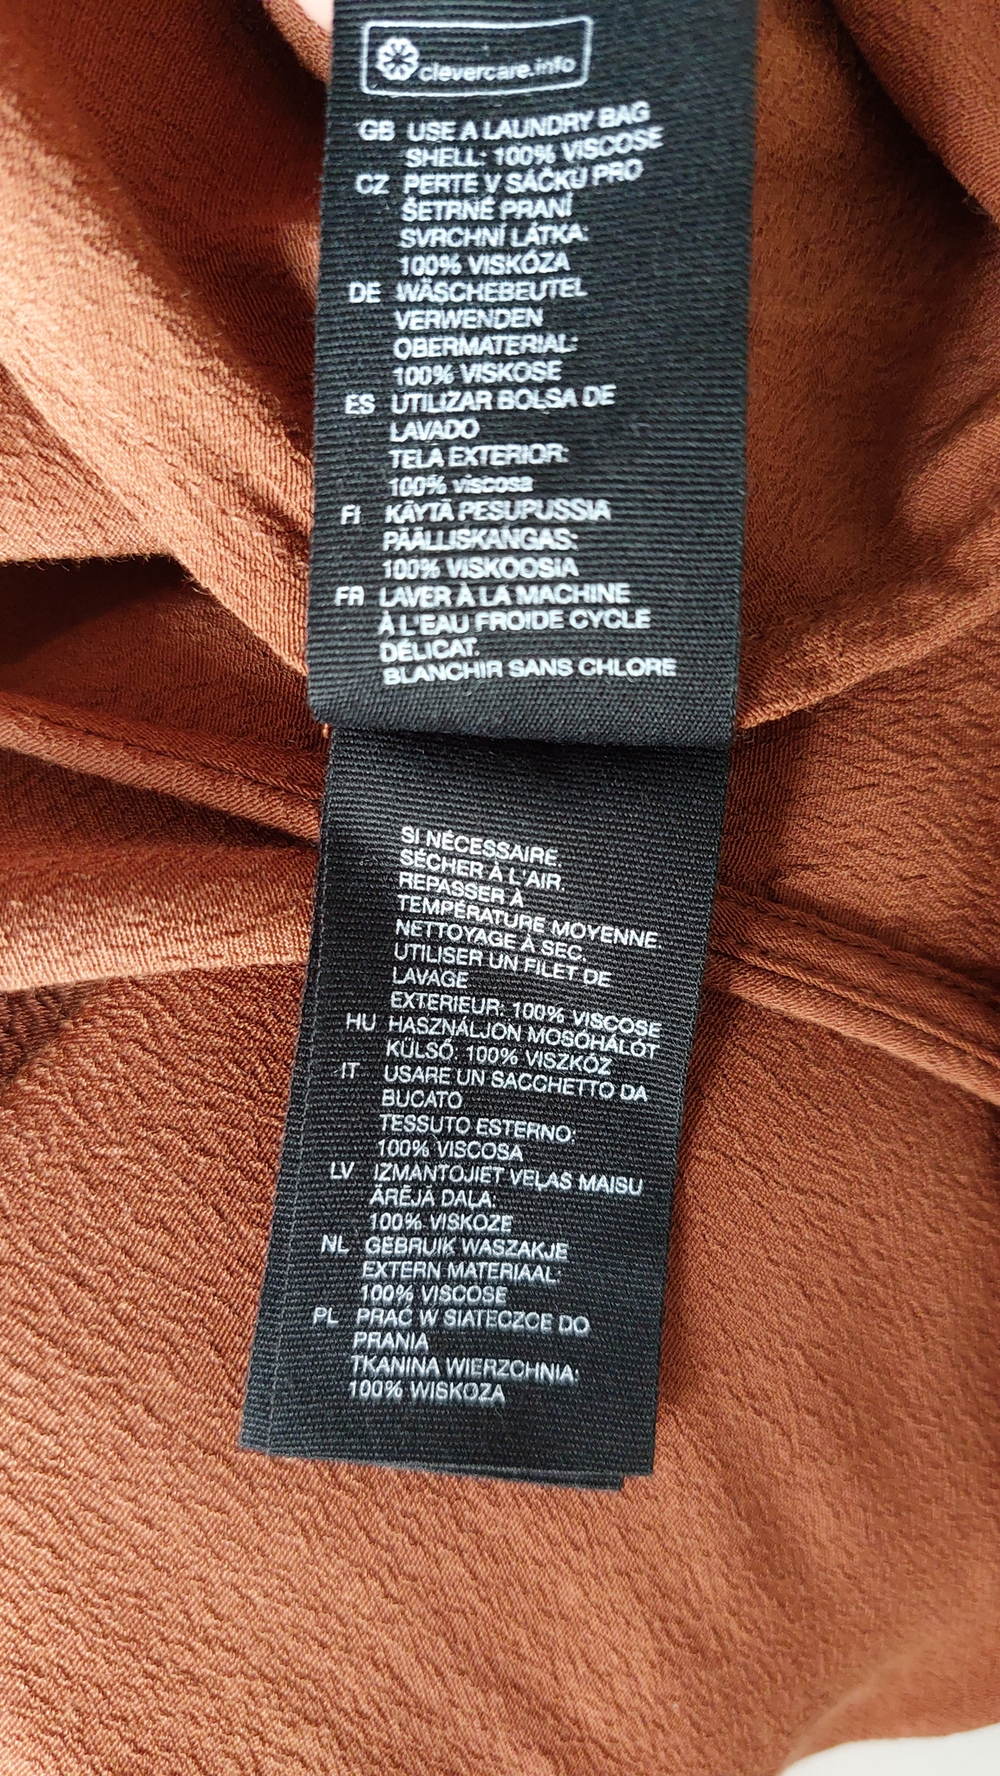 clevercare.info
GB USE A LAUNDRY BAG
SHELL: 100% VISCOSE
CZ PERTE V SÁČKU PRO
ŠETRNÉ PRANÍ
SVRCHNÍ LÁTKA:
100% VISKÓZA
DE WÄSCHEBEUTEL
VERWENDEN
OBERMATERIAL:
100% VISKOSE
ES UTILIZAR BOLSA DE
LAVADO
TELA EXTERIOR:
100% viscosa
FI KÄYTÄ PESUPUSSIA
PÄÄLLISKANGAS:
100% VISKOOSIA
FR LAVER À LA MACHINE
À L'EAU FROIDE CYCLE
DÉLICAT.
BLANCHIR SANS CHLORE
SI NÉCESSAIRE.
SÉCHER À L'AIR.
REPASSER À
TEMPÉRATURE MOYENNE.
NETTOYAGE À SEC.
UTILISER UN FILET DE
LAVAGE
EXTERIEUR: 100% VISCOSE
HU HASZNÁLJON MOSÓHÁLÓT
KÜLSŐ: 100% VISZKÓZ
IT USARE UN SACCHETTO DA
BUCATO
TESSUTO ESTERNO:
100% VISCOSA
LV IZMANTOJIET VEĻAS MAISU
ĀRĒJĀ DAĻA:
100% VISKOZE
NL GEBRUIK WASZAKJE
EXTERN MATERIAAL:
100% VISCOSE
PL PRAĆ W SIATECZCE DO
PRANIA
TKANINA WIERZCHNIA:
100% WISKOZA